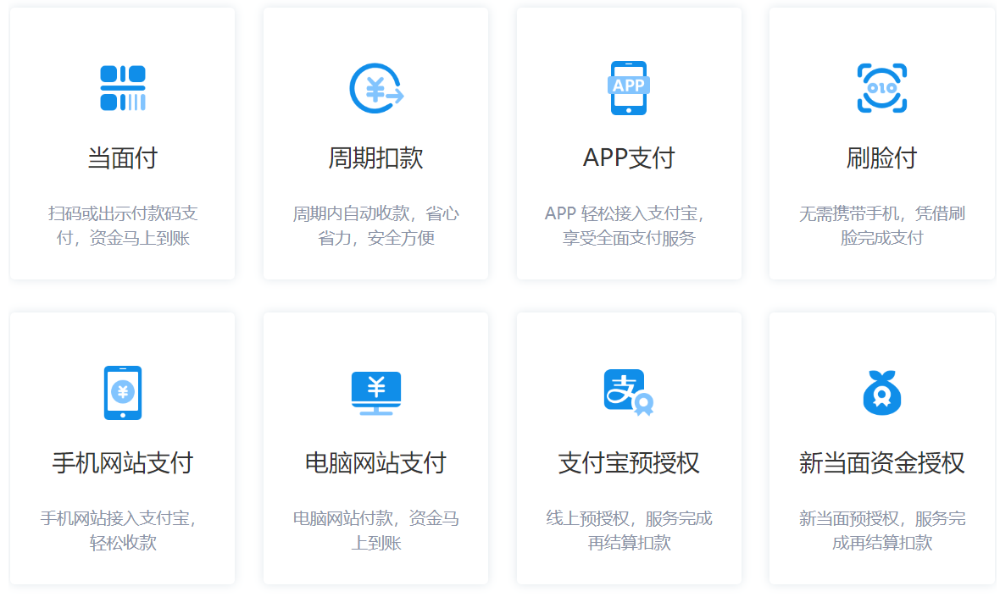 当面付
扫码或出示付款码支
付，资金马上到账
周期扣款
周期内自动收款，省心
省力，安全方便
APP
APP支付
APP 轻松接入支付宝，
享受全面支付服务
010
刷脸付
无需携带手机，凭借刷
脸完成支付
¥
手机网站支付
手机网站接入支付宝，
轻松收款
¥
电脑网站支付
电脑网站付款，资金马
上到账
支
支付宝预授权
线上预授权，服务完成
再结算扣款
新当面资金授权
新当面预授权，服务完
成再结算扣款